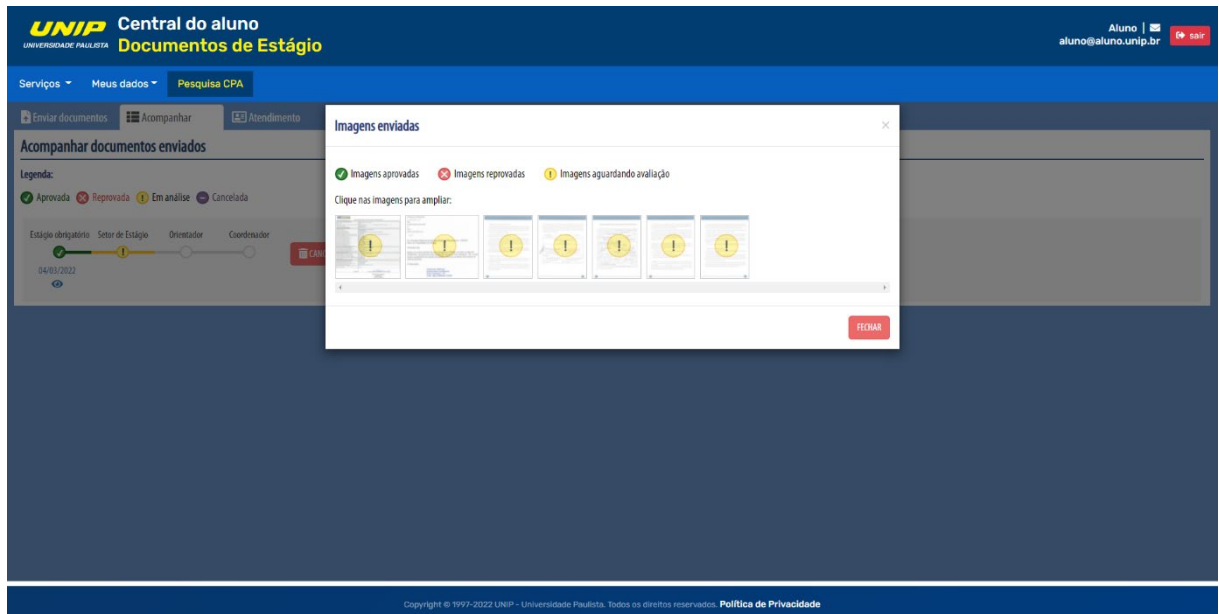 UNIP
UNIVERSIDADE PAULISTA
Central do aluno
Documentos de Estágio
Aluno |
aluno@aluno.unip.br
sair
Serviços
Meus dados
Pesquisa CPA
Enviar documentos
Acompanhar
Atendimento
Acompanhar documentos enviados
Legenda:
Aprovada
Reprovada
Em análise
Cancelada
Estágio obrigatório
Setor de Estágio
Orientador
Coordenador
04/03/2022
CANC
Imagens enviadas
×
Imagens aprovadas
Imagens reprovadas
Imagens aguardando avaliação
Clique nas imagens para ampliar:
FECHAR
Copyright © 1997-2022 UNIP - Universidade Paulista. Todos os direitos reservados. Política de Privacidade